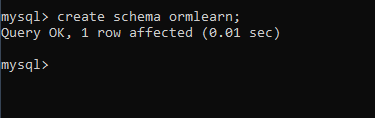 mysql> create schema ormlearn;
Query OK, 1 row affected (0.01 sec)
mysql>